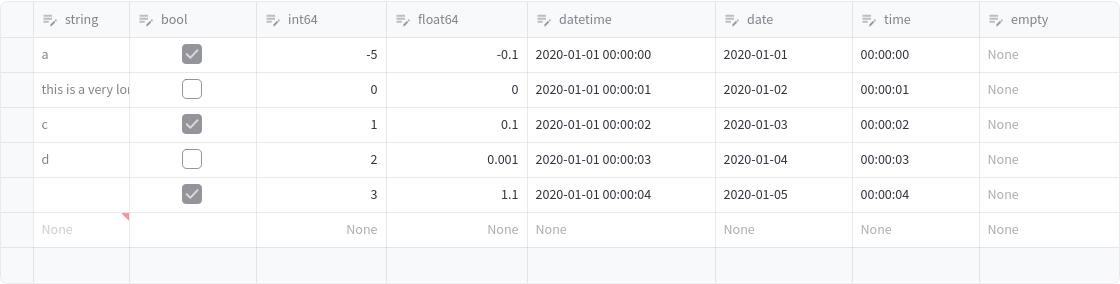 string bool int64 float64 datetime date time empty
a -5 -0.1 2020-01-01 00:00:00 2020-01-01 00:00:00 None
this is a very 0 0 2020-01-01 00:00:01 2020-01-02 00:00:01 None
c 1 0.1 2020-01-01 00:00:02 2020-01-03 00:00:02 None
d 2 0.001 2020-01-01 00:00:03 2020-01-04 00:00:03 None
3 1.1 2020-01-01 00:00:04 2020-01-05 00:00:04 None
None None None None None None None